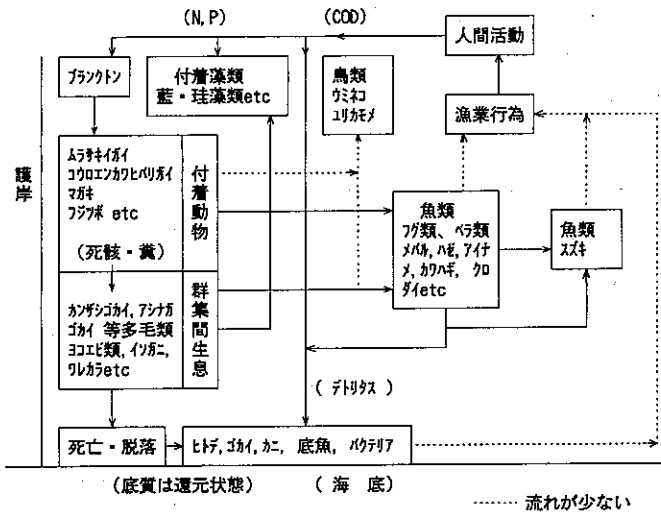 (N, P)
(COD)
人間活動
プランクトン
付着藻類
藍・珪藻類etc
鳥類
ウミネコ
ユリカモメ
漁業行為
護岸
ムラサキイガイ
コウロエンカワヒバリガイ
マガキ
フジツボ etc
(死骸・糞)
付着動物
魚類
フグ類、ベラ類
メバル,ハゼ,アイナ
メ,カワハギ, クロ
ダイetc
魚類
スズキ
カンザシゴカイ,アシナガ
ゴカイ 等多毛類
ヨコエビ類,イソガニ,
ワレカラetc
群集間生息
(デトリタス)
死亡・脱落
ヒトデ,ゴカイ,カニ, 底魚, バクテリア
(底質は還元状態)
(海底)
流れが少ない